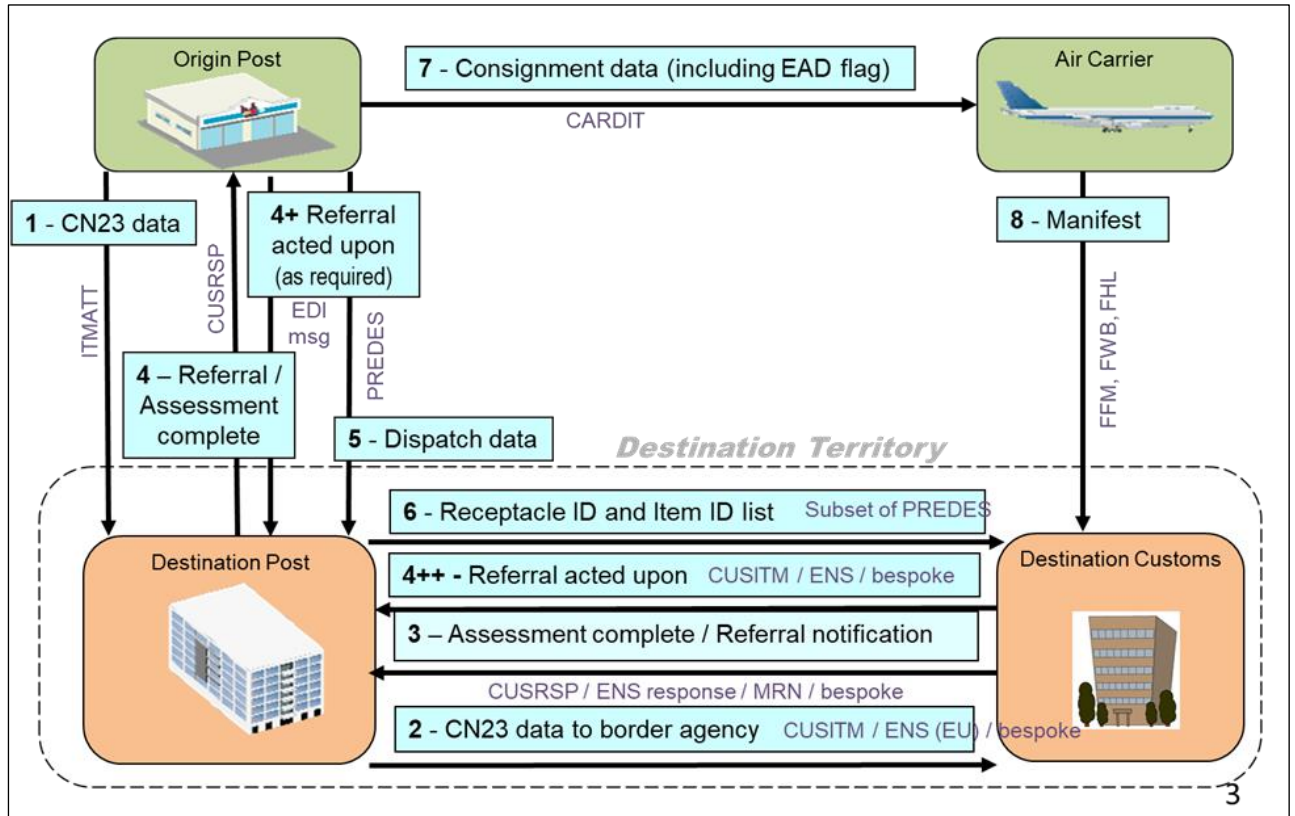 Origin Post
7 - Consignment data (including EAD flag)
CARDIT
Air Carrier
1 - CN23 data
ITMATT
CUSRSP
4+ Referral
acted upon
(as required)
EDI
msg
PREDES
8 - Manifest
FFM, FWB, FHL
4 – Referral /
Assessment
complete
5 - Dispatch data
Destination Territory
6 - Receptacle ID and Item ID list Subset of PREDES
Destination Post
4++ - Referral acted upon CUSITM / ENS / bespoke
Destination Customs
3 – Assessment complete / Referral notification
CUSRSP / ENS response / MRN / bespoke
2 - CN23 data to border agency CUSITM / ENS (EU) / bespoke
3